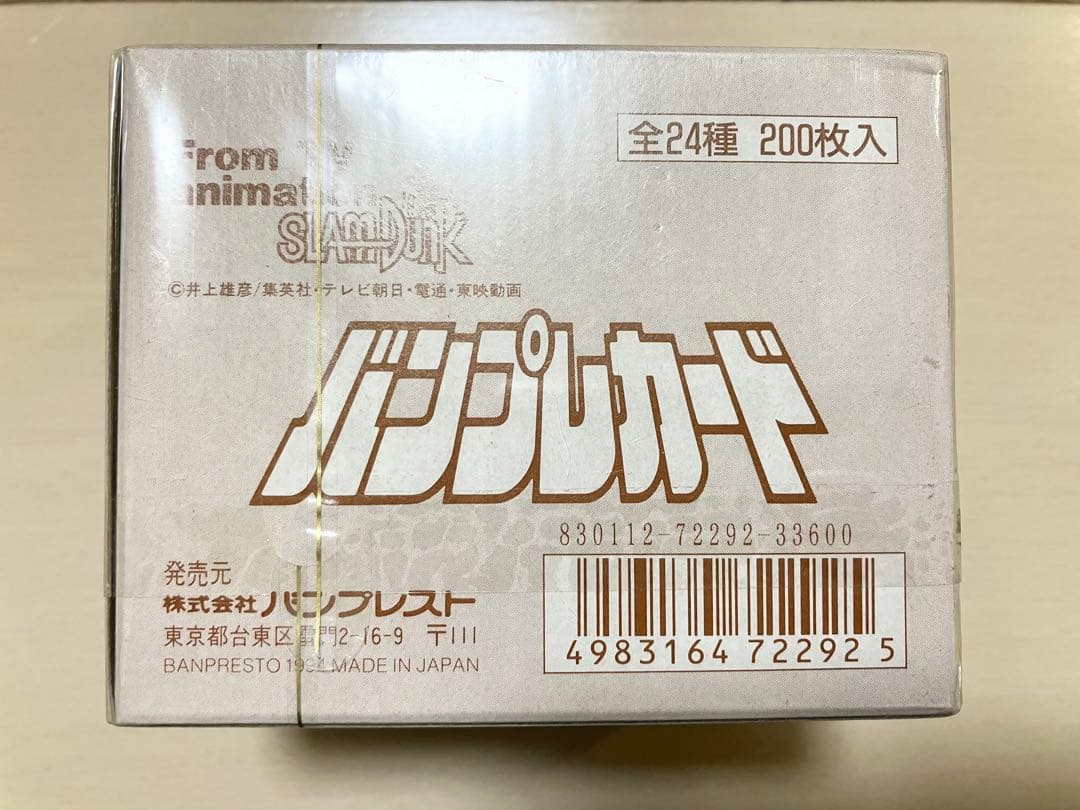 全24種 200枚入
From TV
animation
SLAM DUNK
©井上雄彦/集英社・テレビ朝日・電通・東映動画
バンプレカード
830112-72292-33600
発売元
株式会社 バンプレスト
東京都台東区雷門2-16-9 〒111
BANPRESTO 1994 MADE IN JAPAN
4983164 722925